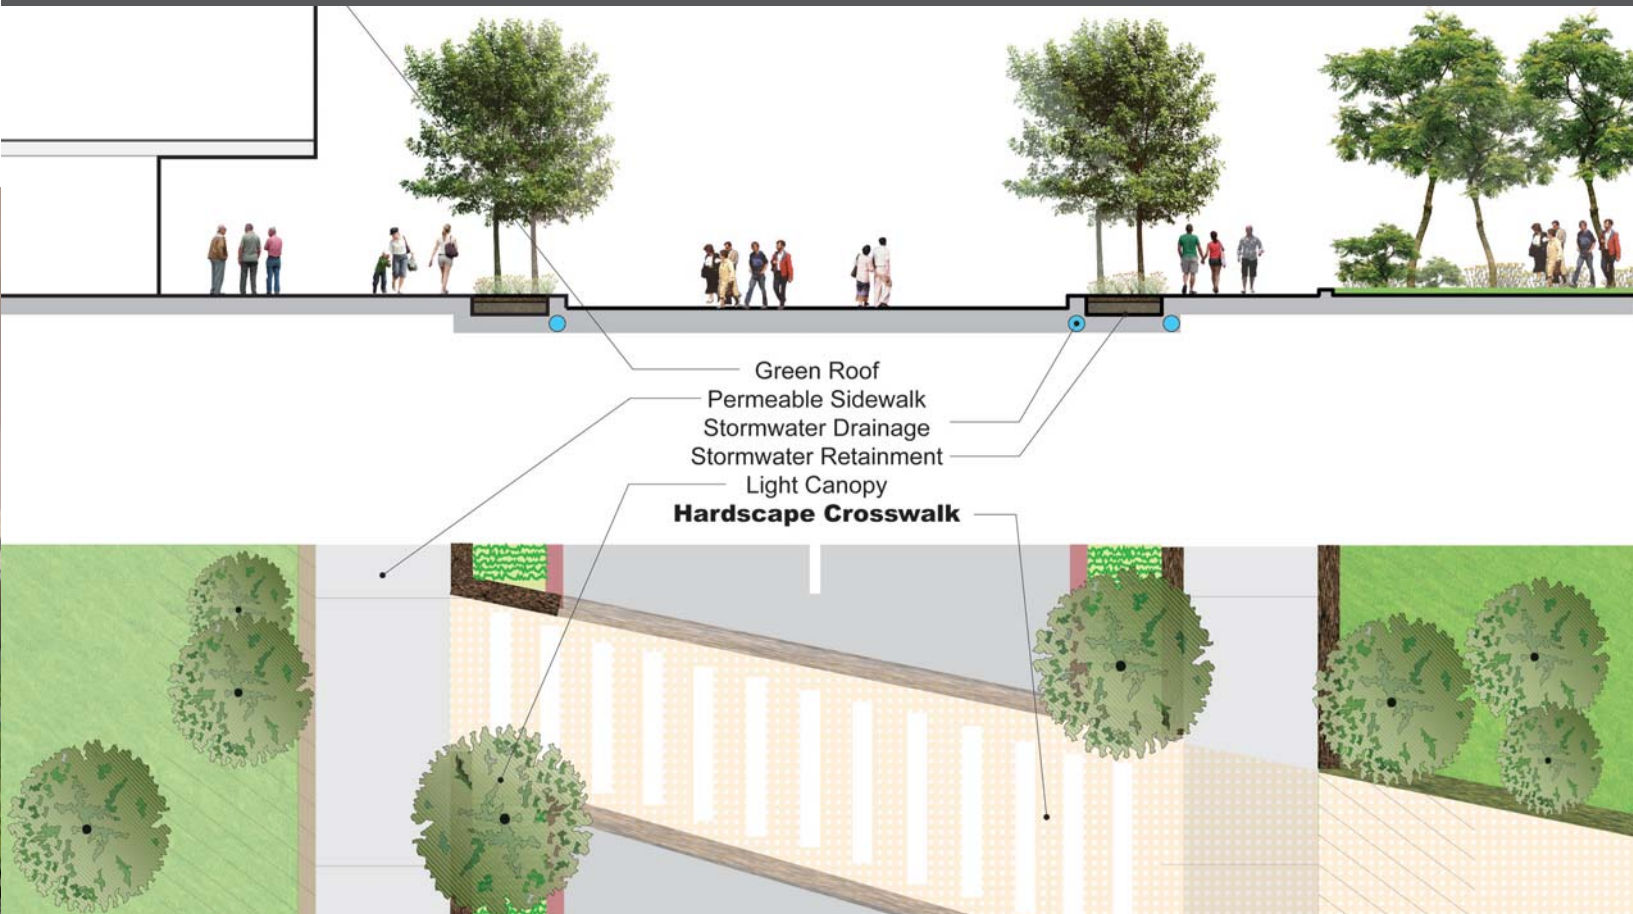 Green Roof
Permeable Sidewalk
Stormwater Drainage
Stormwater Retainment
Light Canopy
Hardscape Crosswalk